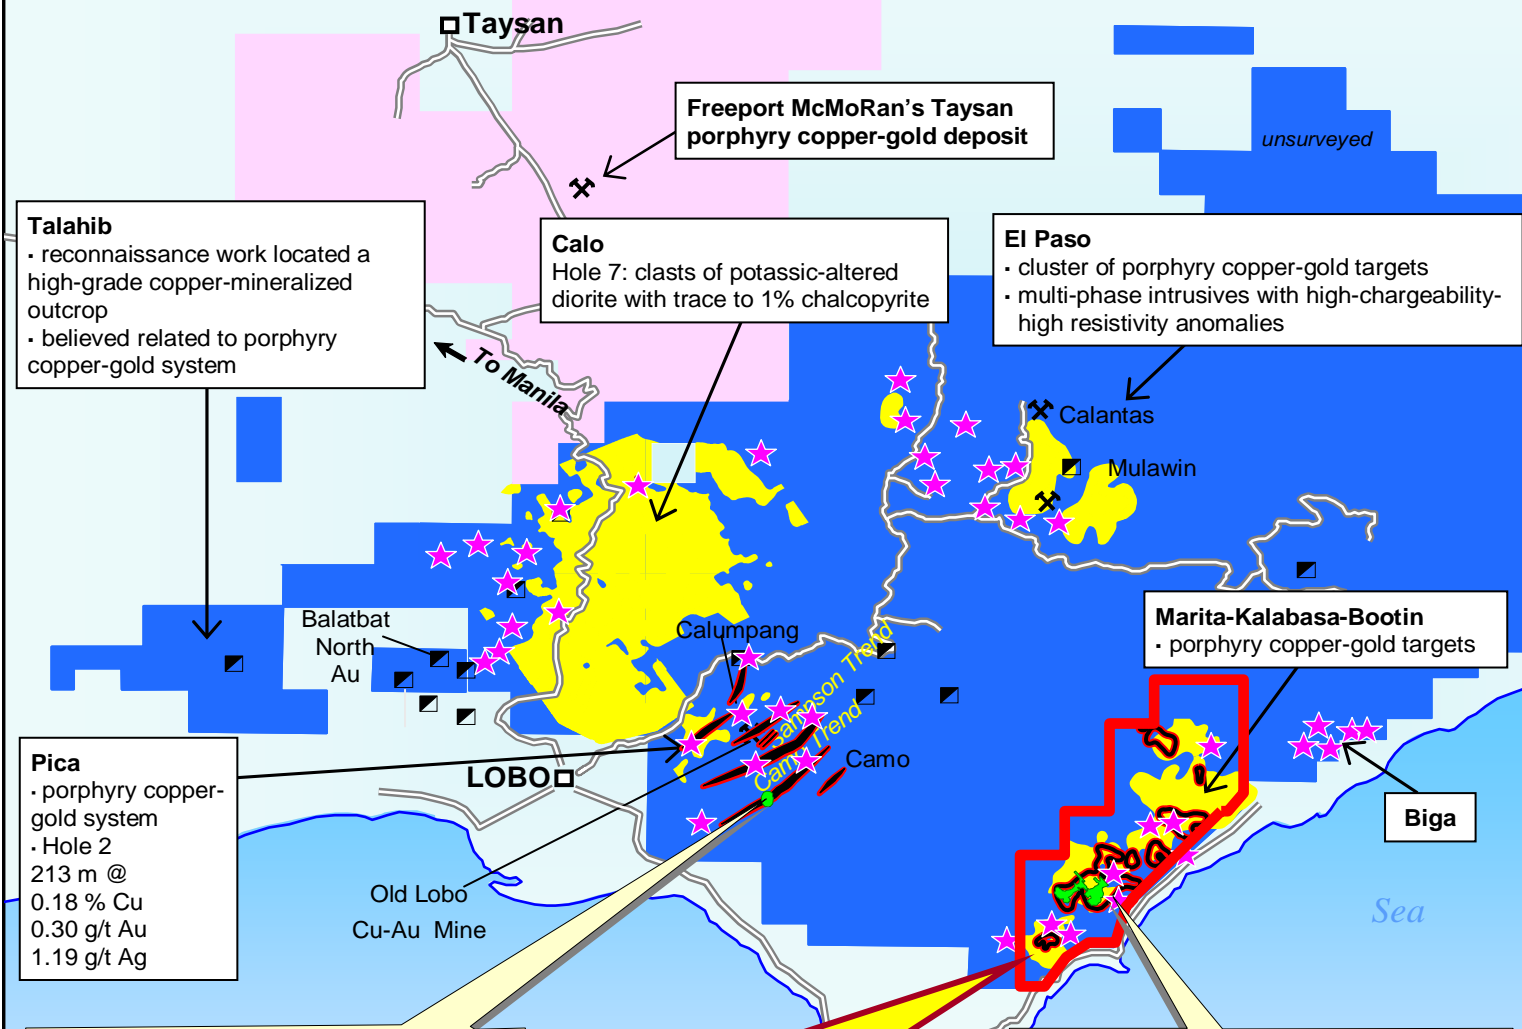 Taysan
Freeport McMoRan's Taysan
porphyry copper-gold deposit
unsurveyed
Talahib
· reconnaissance work located a
high-grade copper-mineralized
outcrop
· believed related to porphyry
copper-gold system
Calo
Hole 7: clasts of potassic-altered
diorite with trace to 1% chalcopyrite
El Paso
· cluster of porphyry copper-gold targets
· multi-phase intrusives with high-chargeability-
high resistivity anomalies
To Manila
Calantas
Mulawin
Balatbat
North
Au
Calumpang
Sampson Trend
Camo Trend
Camo
Marita-Kalabasa-Bootin
· porphyry copper-gold targets
Pica
· porphyry copper-
gold system
· Hole 2
213 m @
0.18 % Cu
0.30 g/t Au
1.19 g/t Ag
LOBO
Old Lobo
Cu-Au Mine
Biga
Sea